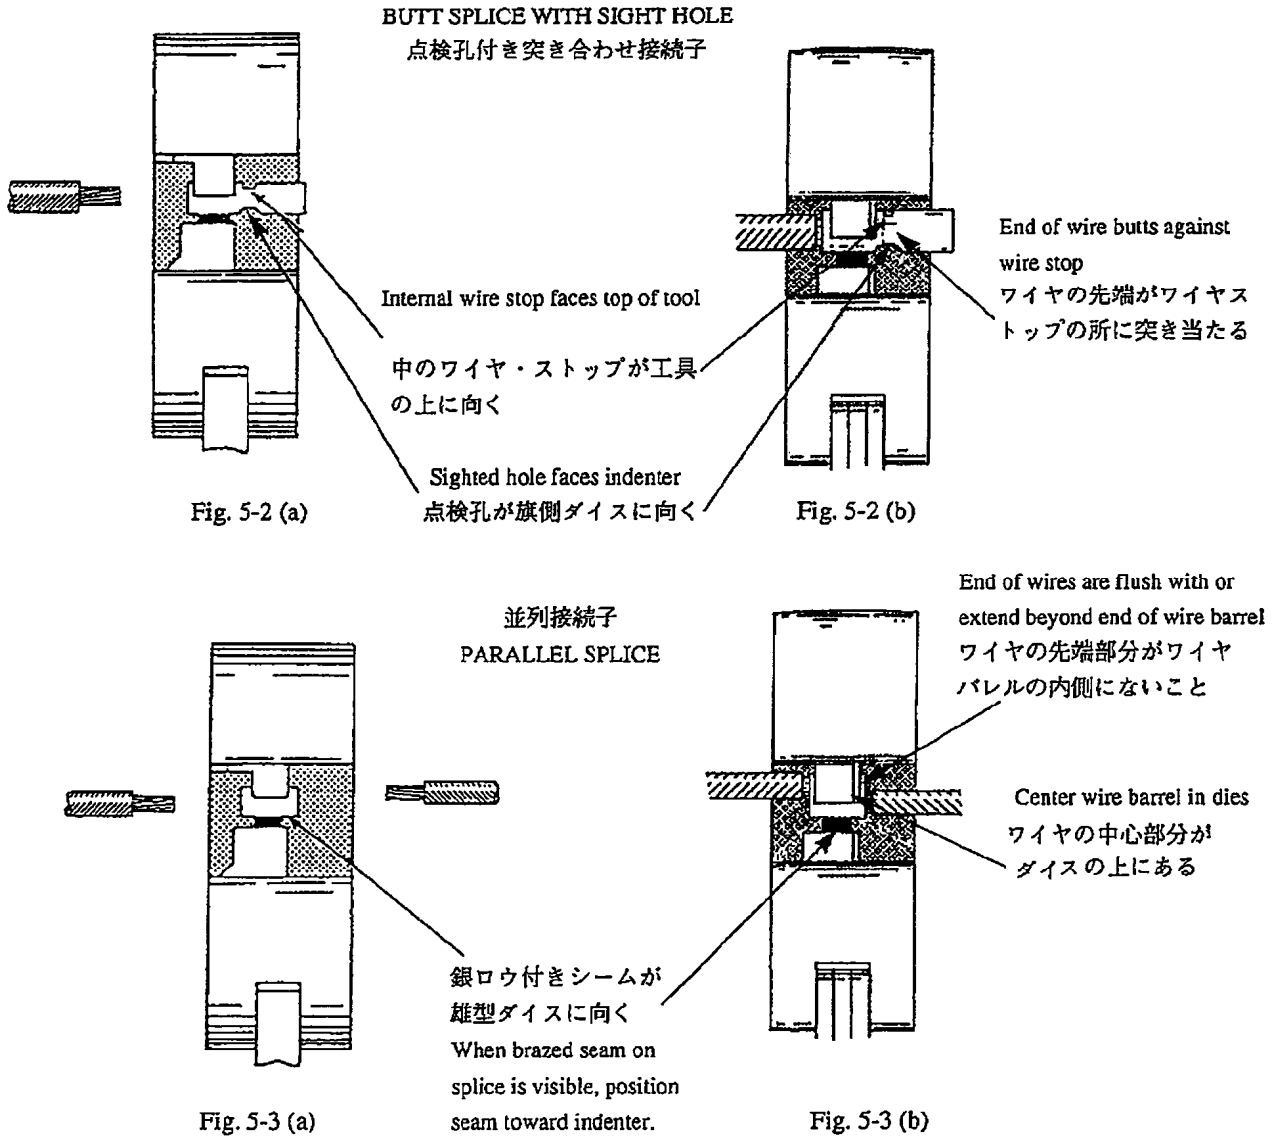 BUTT SPLICE WITH SIGHT HOLE
点検孔付き突き合わせ接続子
Internal wire stop faces top of tool
中のワイヤ・ストップが工具
の上に向く
Sighted hole faces indenter
点検孔が旗側ダイスに向く
End of wire butts against
wire stop
ワイヤの先端がワイヤス
トップの所に突き当たる
Fig. 5-2 (a)
Fig. 5-2 (b)
並列接続子
PARALLEL SPLICE
End of wires are flush with or
extend beyond end of wire barrel
ワイヤの先端部分がワイヤ
バレルの内側にないこと
Center wire barrel in dies
ワイヤの中心部分が
ダイスの上にある
銀ロウ付きシームが
雄型ダイスに向く
When brazed seam on
splice is visible, position
seam toward indenter.
Fig. 5-3 (a)
Fig. 5-3 (b)